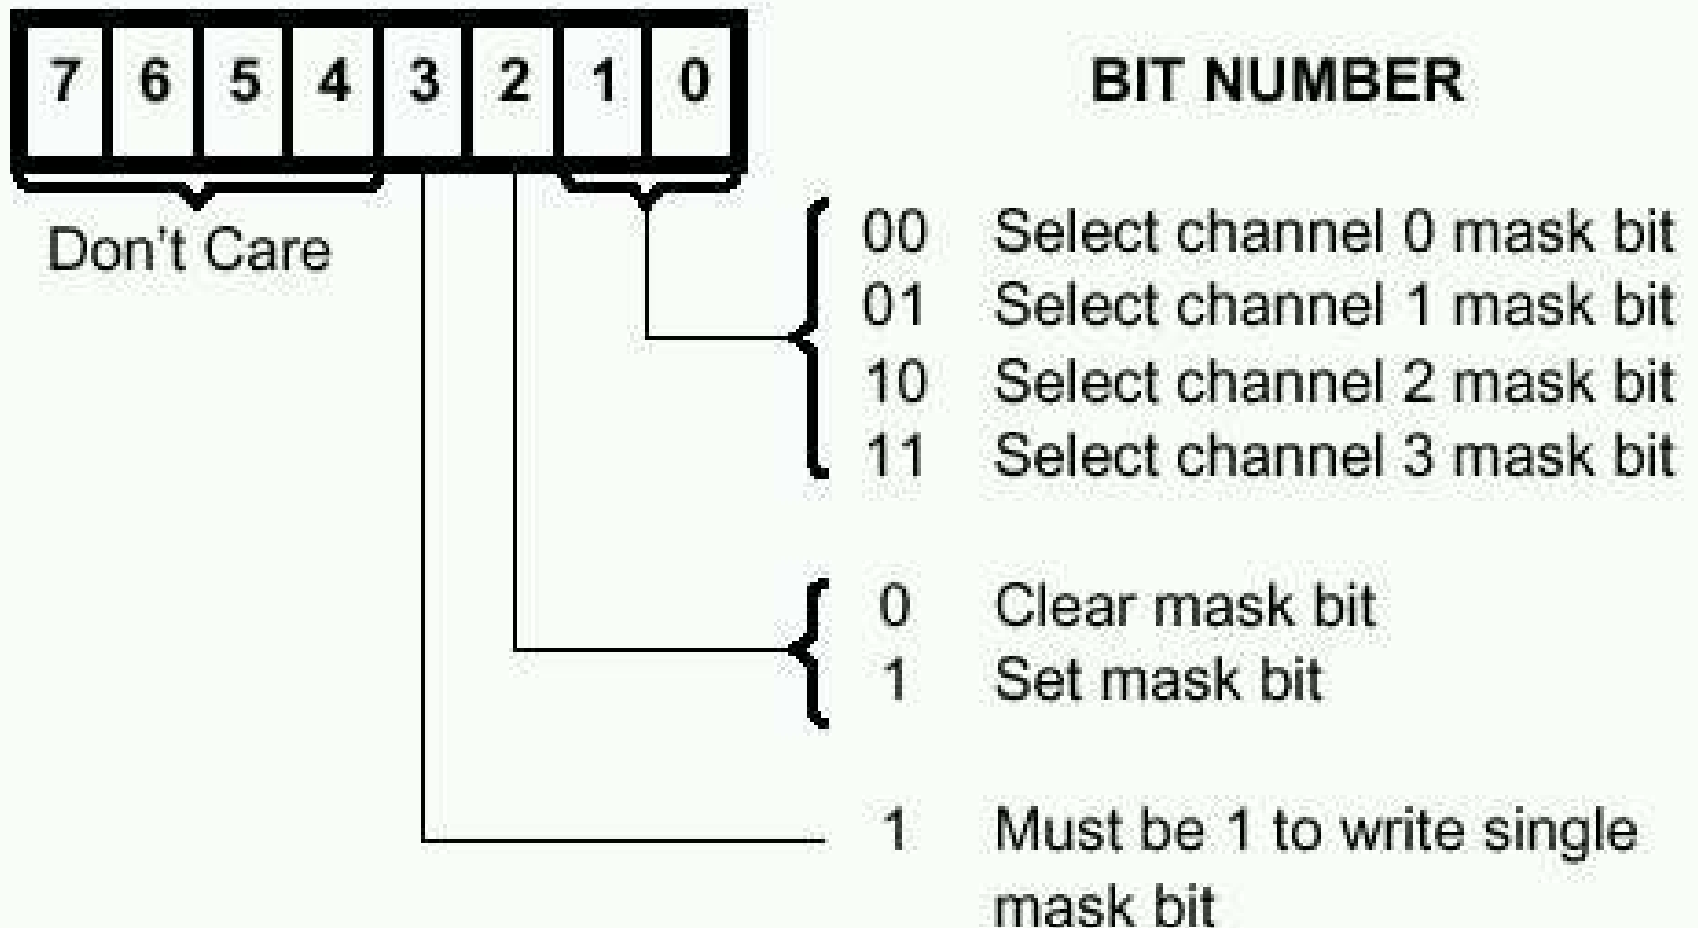 7 6 5 4 3 2 1 0 BIT NUMBER
Don't Care
00 Select channel 0 mask bit
01 Select channel 1 mask bit
10 Select channel 2 mask bit
11 Select channel 3 mask bit
0 Clear mask bit
1 Set mask bit
1 Must be 1 to write single
mask bit